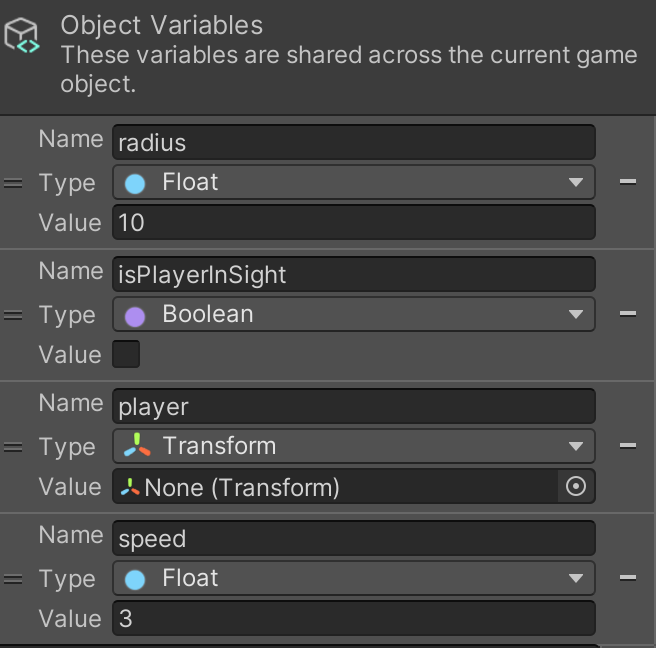 Object Variables
These variables are shared across the current game
object.
Name radius
Type Float
Value 10
Name isPlayerInSight
Type Boolean
Value
Name player
Type Transform
Value None (Transform)
Name speed
Type Float
Value 3